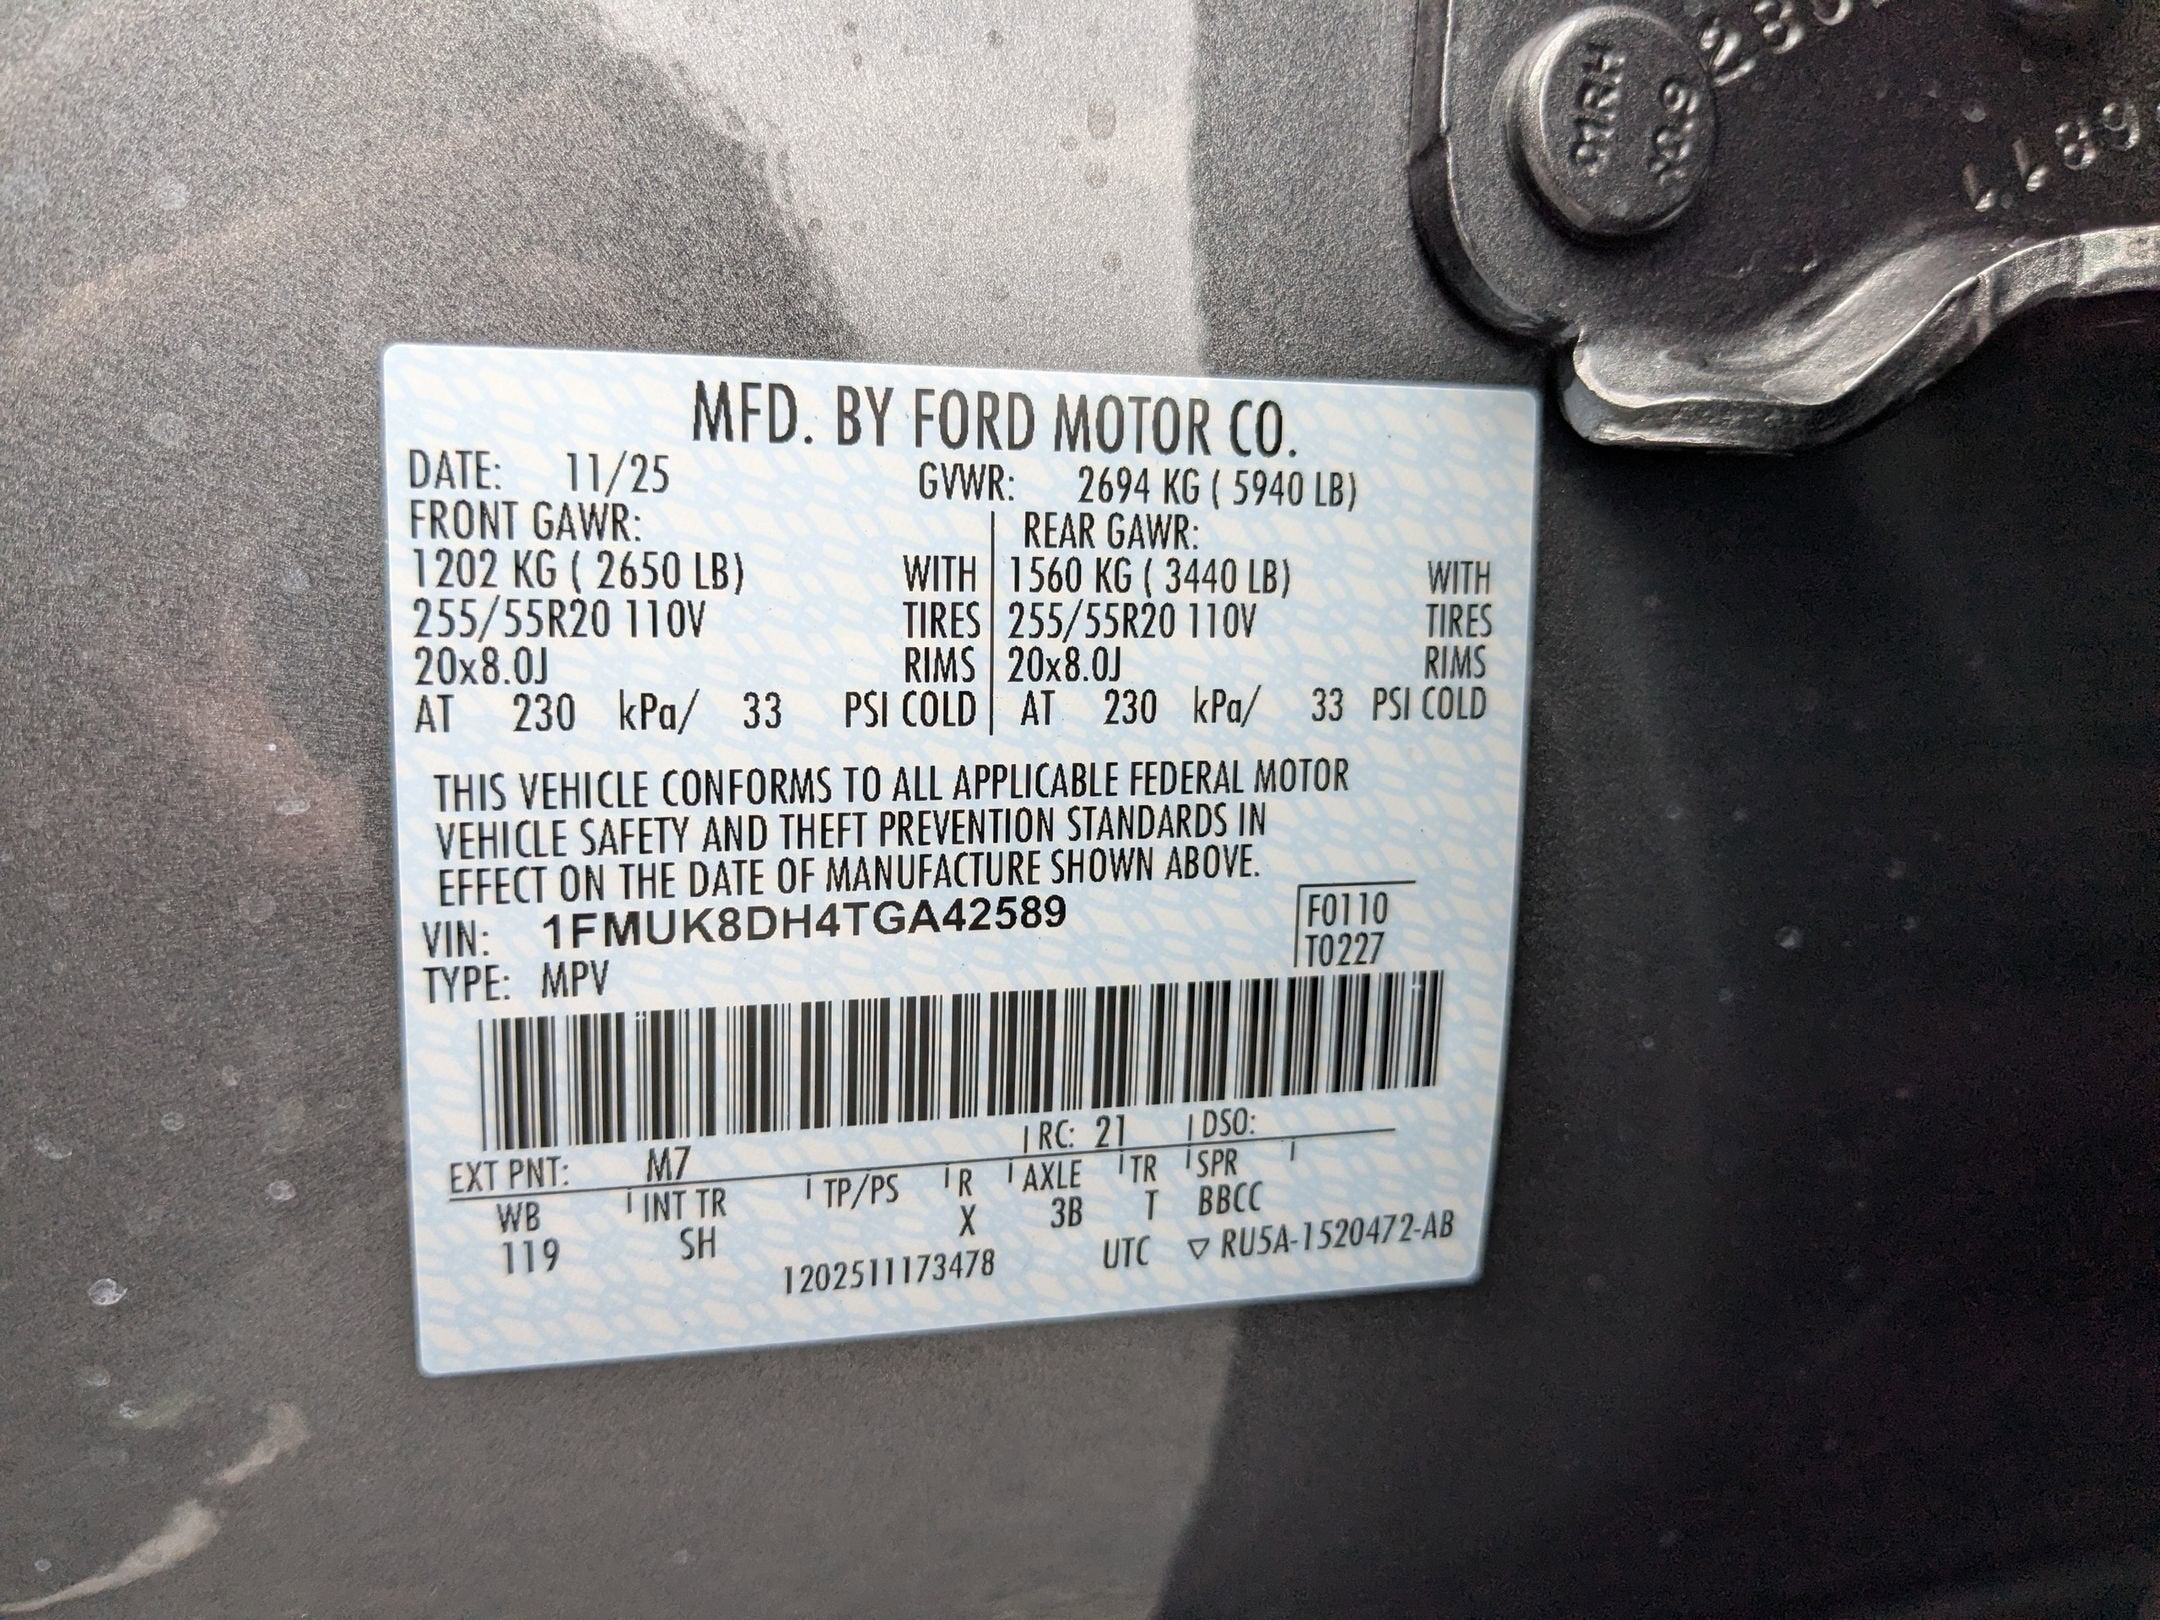 91RH
MFD. BY FORD MOTOR CO.
DATE: 11/25 GVWR: 2694 KG ( 5940 LB)
FRONT GAWR: REAR GAWR:
1202 KG ( 2650 LB) WITH 1560 KG ( 3440 LB) WITH
255/55R20 110V TIRES 255/55R20 110V TIRES
20x8.0J RIMS 20x8.0J RIMS
AT 230 kPa/ 33 PSI COLD AT 230 kPa/ 33 PSI COLD
THIS VEHICLE CONFORMS TO ALL APPLICABLE FEDERAL MOTOR
VEHICLE SAFETY AND THEFT PREVENTION STANDARDS IN
EFFECT ON THE DATE OF MANUFACTURE SHOWN ABOVE.
VIN: 1FMUK8DH4TGA42589 F0110
TYPE: MPV T0227
RC: 21 DSO:
EXT PNT: M7
WB INT TR TP/PS R AXLE TR SPR
119 SH X 3B T BBCC
1202511173478 UTC ▽ RU5A-1520472-AB